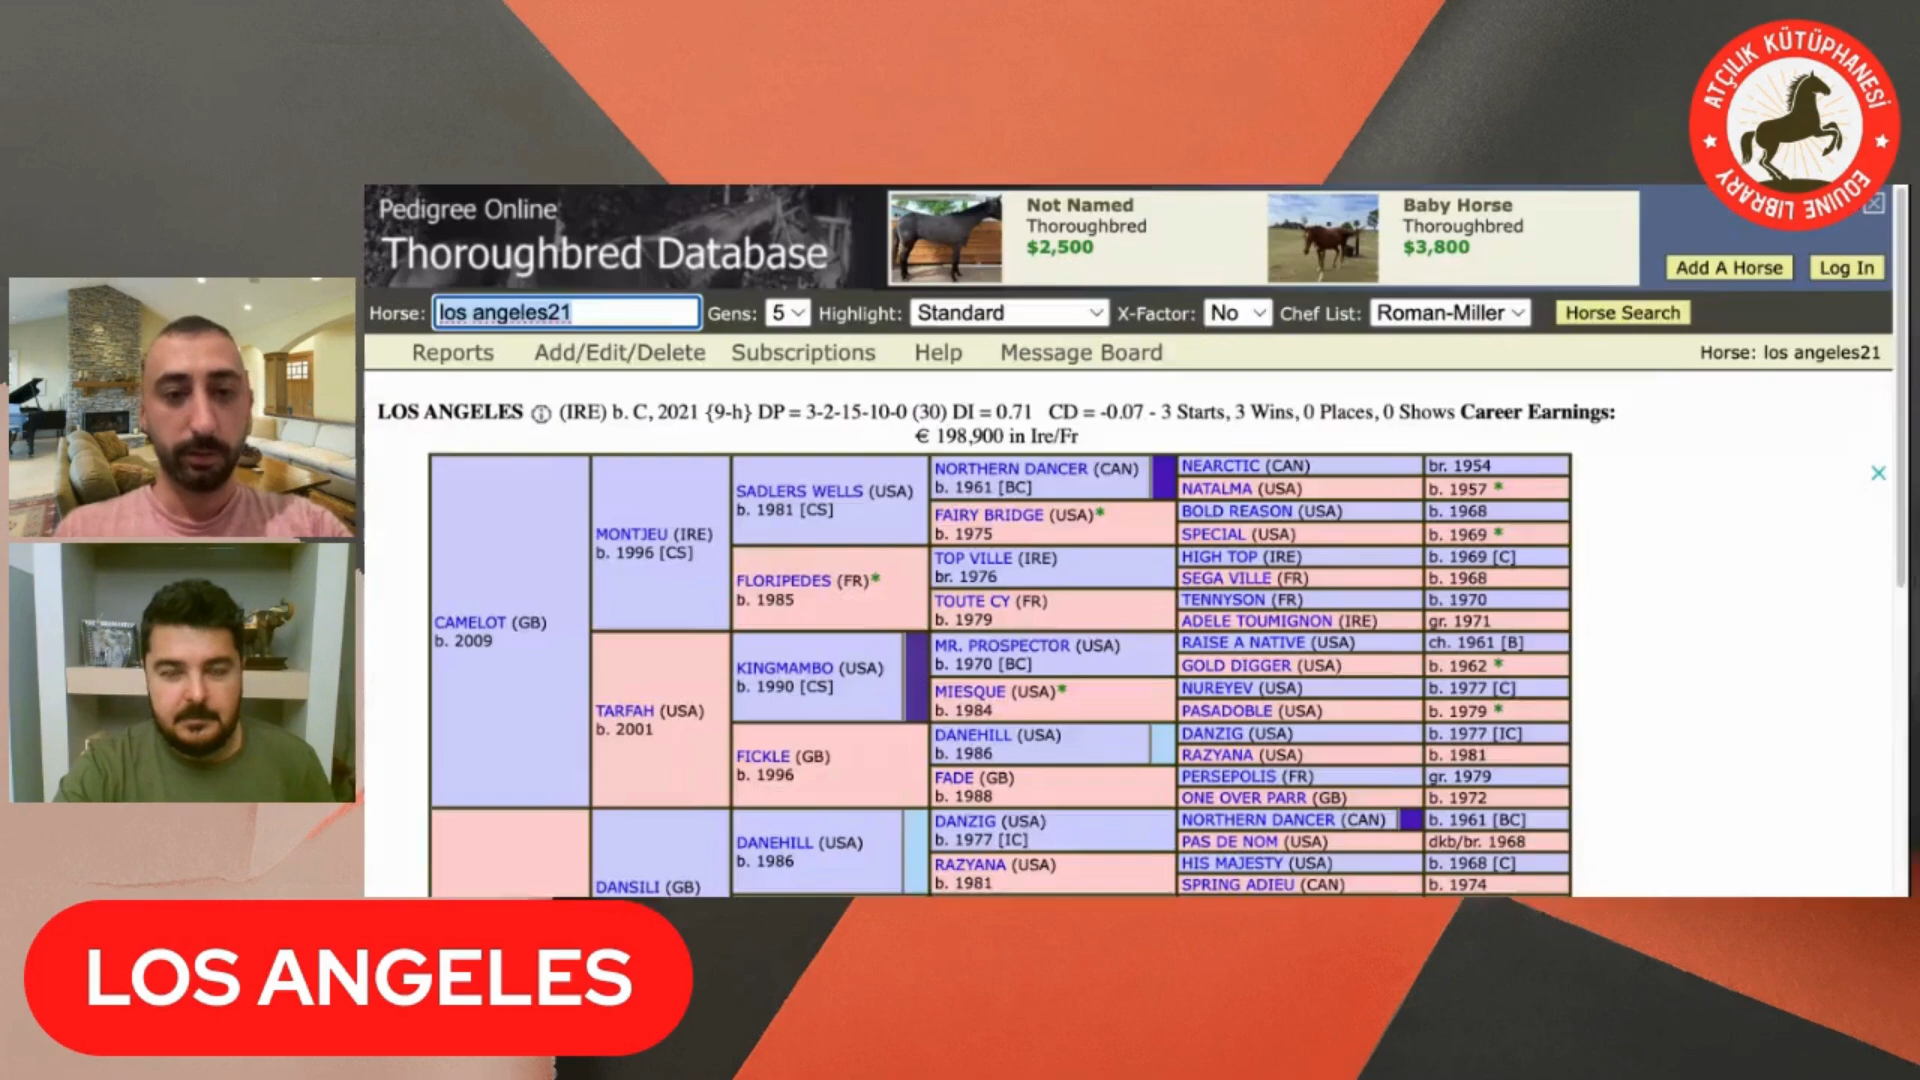 ATÇILIK KÜTÜPHANESİ
EQUINE LIBRARY
Pedigree Online
Thoroughbred Database
Not Named
Thoroughbred
$2,500
Baby Horse
Thoroughbred
$3,800
Add A Horse
Log In
Horse: los angeles21 Gens: 5 Highlight: Standard X-Factor: No Chef List: Roman-Miller Horse Search
Reports Add/Edit/Delete Subscriptions Help Message Board Horse: los angeles21
LOS ANGELES (IRE) b. C, 2021 {9-h} DP = 3-2-15-10-0 (30) DI = 0.71 CD = -0.07 - 3 Starts, 3 Wins, 0 Places, 0 Shows Career Earnings:
€ 198,900 in Ire/Fr
CAMELOT (GB)
b. 2009
MONTJEU (IRE)
b. 1996 [CS]
TARFAH (USA)
b. 2001
DANSILI (GB)
SADLERS WELLS (USA)
b. 1981 [CS]
FLORIPEDES (FR)*
b. 1985
KINGMAMBO (USA)
b. 1990 [CS]
FICKLE (GB)
b. 1996
DANEHILL (USA)
b. 1986
NORTHERN DANCER (CAN)
b. 1961 [BC]
FAIRY BRIDGE (USA)*
b. 1975
TOP VILLE (IRE)
br. 1976
TOUTE CY (FR)
b. 1979
MR. PROSPECTOR (USA)
b. 1970 [BC]
MIESQUE (USA)*
b. 1984
DANEHILL (USA)
b. 1986
FADE (GB)
b. 1988
DANZIG (USA)
b. 1977 [IC]
RAZYANA (USA)
b. 1981
NEARCTIC (CAN) br. 1954
NATALMA (USA) b. 1957 *
BOLD REASON (USA) b. 1968
SPECIAL (USA) b. 1969 *
HIGH TOP (IRE) b. 1969 [C]
SEGA VILLE (FR) b. 1968
TENNYSON (FR) b. 1970
ADELE TOUMIGNON (IRE) gr. 1971
RAISE A NATIVE (USA) ch. 1961 [B]
GOLD DIGGER (USA) b. 1962 *
NUREYEV (USA) b. 1977 [C]
PASADOBLE (USA) b. 1979 *
DANZIG (USA) b. 1977 [IC]
RAZYANA (USA) b. 1981
PERSEPOLIS (FR) gr. 1979
ONE OVER PARR (GB) b. 1972
NORTHERN DANCER (CAN) b. 1961 [BC]
PAS DE NOM (USA) dkb/br. 1968
HIS MAJESTY (USA) b. 1968 [C]
SPRING ADIEU (CAN) b. 1974
LOS ANGELES